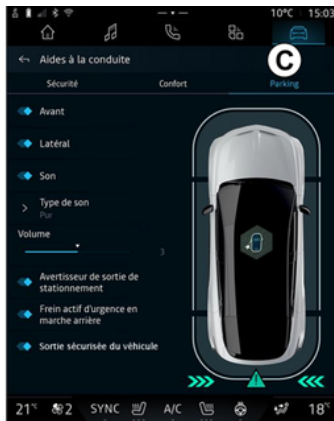 10°C 15:03
Aides à la conduite
C
Sécurité Confort Parking
Avant
Latéral
Son
Type de son
Pur
Volume
3
Avertisseur de sortie de
stationnement
Frein actif d'urgence en
marche arrière
Sortie sécurisée du véhicule
21°C 2 SYNC A/C 18°C